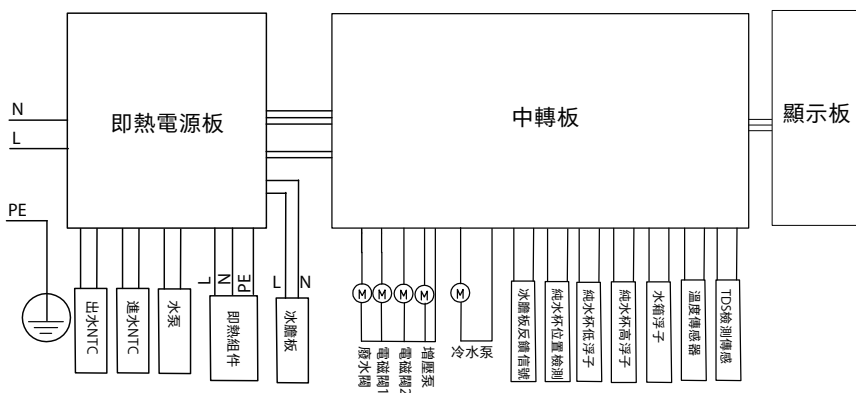 即熱電源板
中轉板
顯示板
N
L
PE
L
N
PE
L
N
出水NTC
進水NTC
水泵
即熱組件
冰膽板
M
M
M
M
M
廢水閥
電磁閥1
電磁閥2
增壓泵
冷水泵
冰膽板反饋信號
純水杯位置檢測
純水杯低浮子
純水杯高浮子
水箱浮子
溫度傳感器
TDS檢測傳感